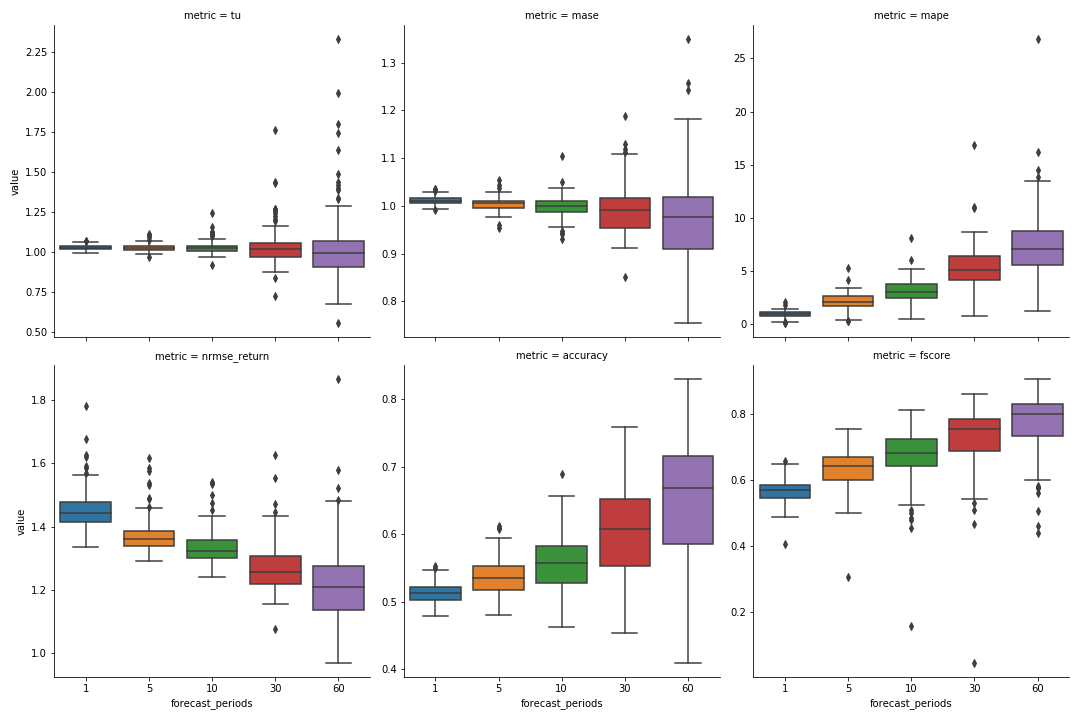 metric = tu
metric = mase
metric = mape
value
2.25
2.00
1.75
1.50
1.25
1.00
0.75
0.50
1.3
1.2
1.1
1.0
0.9
0.8
25
20
15
10
5
0
metric = nrmse_return
metric = accuracy
metric = fscore
value
1.8
1.6
1.4
1.2
1.0
0.8
0.7
0.6
0.5
0.4
0.8
0.6
0.4
0.2
1 5 10 30 60
1 5 10 30 60
1 5 10 30 60
forecast_periods
forecast_periods
forecast_periods